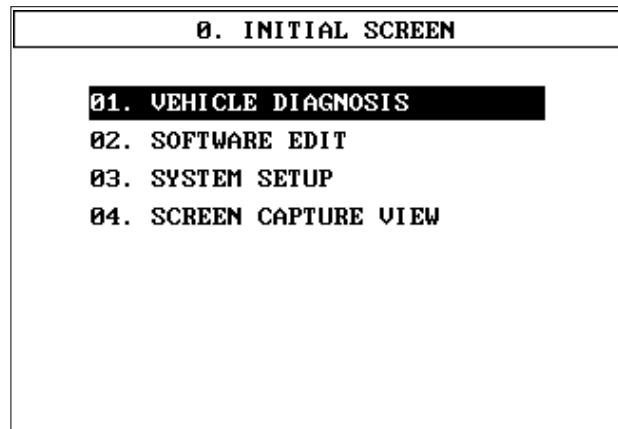 0. INITIAL SCREEN
01. VEHICLE DIAGNOSIS
02. SOFTWARE EDIT
03. SYSTEM SETUP
04. SCREEN CAPTURE VIEW